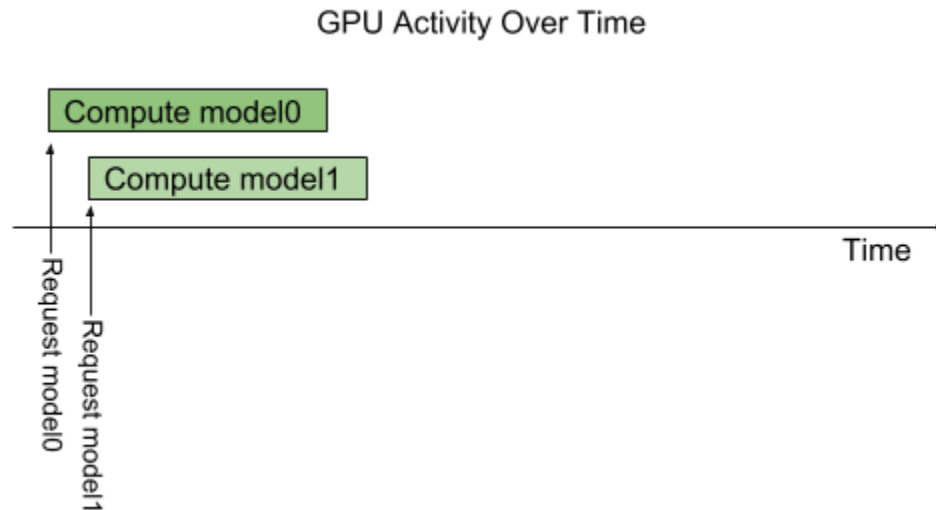 GPU Activity Over Time
Compute model0
Compute model1
Time
Request model0
Request model1